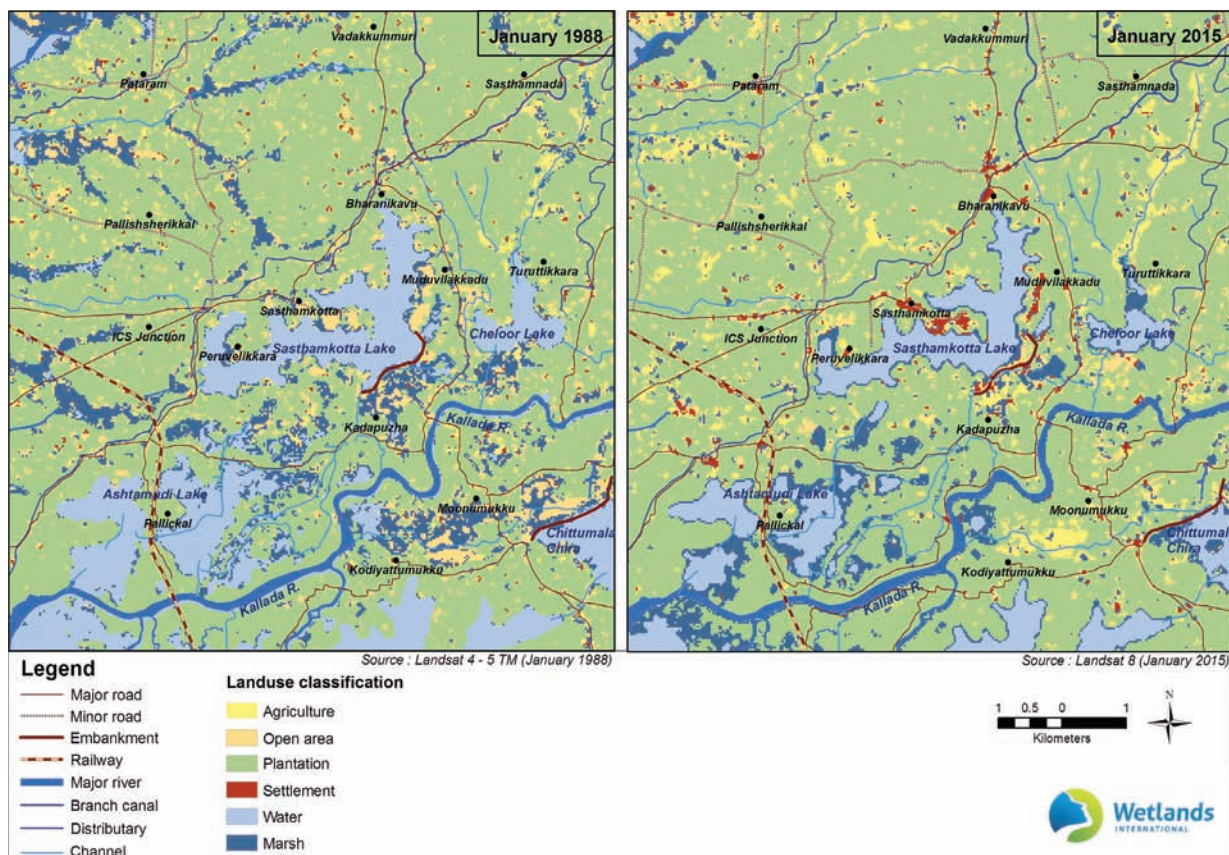 January 1988
Vadakkummuri
Pataram
Sasthamnada
Bharanikavu
Pallishsherikkal
Muduvilakkadu
Turuttikkara
Sasthamkotta
ICS Junction
Peruvelikkara
Sasthamkotta Lake
Cheloor Lake
Kadapuzha
Kallada R.
Ashtamudi Lake
Pallickal
Moonumukku
Chittumala
Chira
Kodiyattumukku
Kallada R.
Source : Landsat 4 - 5 TM (January 1988)
January 2015
Vadakkummuri
Pataram
Sasthamnada
Bharanikavu
Pallishsherikkal
Muduvilakkadu
Turuttikkara
Sasthamkotta
ICS Junction
Peruvelikkara
Sasthamkotta Lake
Cheloor Lake
Kadapuzha
Kallada R.
Ashtamudi Lake
Pallickal
Moonumukku
Chittumala
Chira
Kodiyattumukku
Kallada R.
Source : Landsat 8 (January 2015)
Legend
Major road
Minor road
Embankment
Railway
Major river
Branch canal
Distributary
Channel
Landuse classification
Agriculture
Open area
Plantation
Settlement
Water
Marsh
1 0.5 0 1
Kilometers
N
Wetlands
INTERNATIONAL